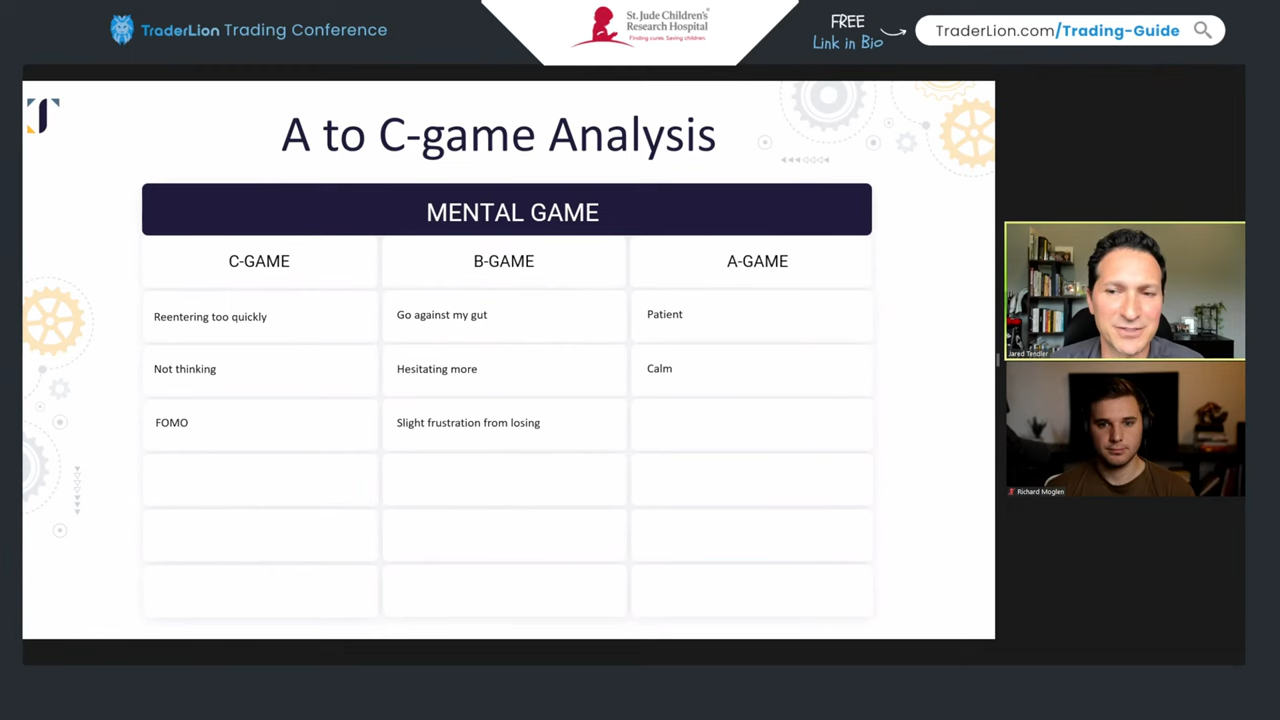 TraderLion Trading Conference
St. Jude Children's
Research Hospital
Finding cures. Saving children.
FREE
Link in Bio
TraderLion.com/Trading-Guide
A to C-game Analysis
MENTAL GAME
C-GAME B-GAME A-GAME
Reentering too quickly Go against my gut Patient
Not thinking Hesitating more Calm
FOMO Slight frustration from losing
Jared Tendler
Richard Moglen